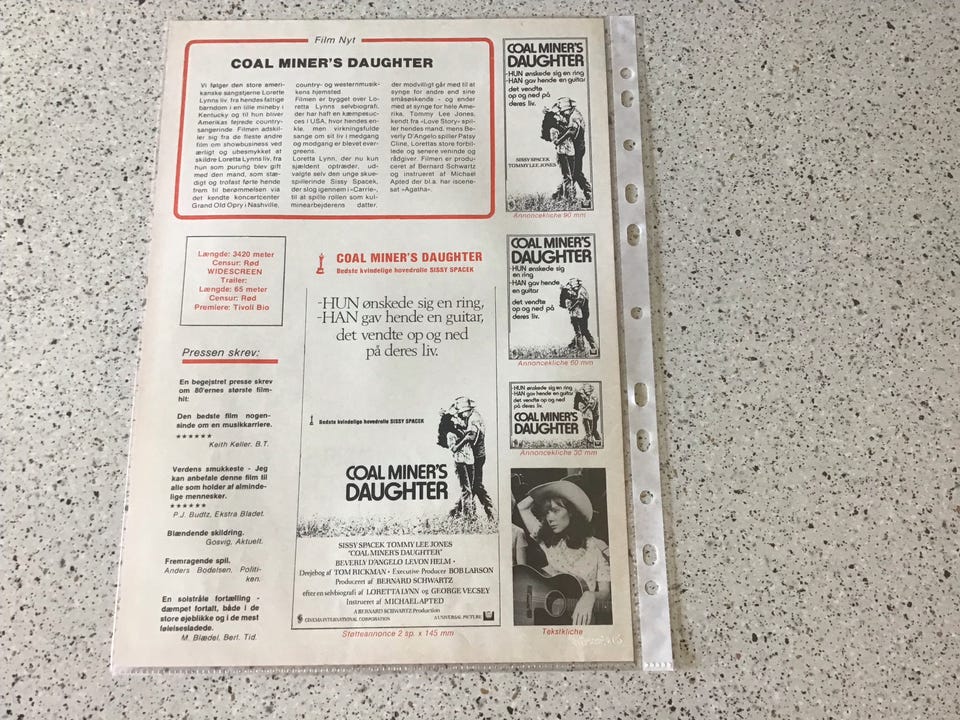 Film Nyt
COAL MINER'S DAUGHTER
Vi følger den store ameri-
kanske sangstjerne Lorette
Lynns liv, fra hendes fattige
barndom i en lille mineby i
Kentucky og til hun bliver
Amerikas fejrede country-
sangerinde. Filmen adskil-
ler sig fra de fleste andre
film om showbusiness ved
ærligt og ubesmykket at
skildre Loretta Lynns liv, fra
hun som purung blev gift
med den mand, som stæ-
digt og trofast førte hende
frem til berømmelsen via
det kendte koncertcenter
Grand Old Opry i Nashville,
country- og westernmusik-
kens hjemsted.
Filmen er bygget over Lo-
retta Lynns selvbiografi,
der har haft en kæmpesuc-
ces i USA, hvor hendes en-
kle, men virkningsfulde
sange om sit liv i medgang
og modgang er blevet ever-
greens.
Loretta Lynn, der nu kun
sjældent optræder, ud-
valgte selv den unge skue-
spillerinde Sissy Spacek,
der slog igennem i »Carrie«,
til at spille rollen som kul-
minearbejderens datter,
der modvilligt går med til at
synge for andre end sine
småsøskende - og ender
med at synge for hele Ame-
rika. Tommy Lee Jones,
kendt fra »Love Story« spil-
ler hendes mand, mens Be-
verly D'Angelo spiller Patsy
Cline, Lorettas store forbil-
lede og senere veninde og
rådgiver. Filmen er produ-
ceret af Bernard Schwartz
og instrueret af Michael
Apted der bl.a. har iscene-
sat »Agatha«.
COAL MINER'S
DAUGHTER
-HUN ønskede sig en ring
-HAN gav hende en guitar
det vendte
op og ned på
deres liv.
SISSY SPACEK
TOMMY LEE JONES
Annoncekliche 90 mm
Længde: 3420 meter
Censur: Rød
WIDESCREEN
Trailer:
Længde: 65 meter
Censur: Rød
Premiere: Tivoli Bio
COAL MINER'S DAUGHTER
Bedste kvindelige hovedrolle SISSY SPACEK
-HUN ønskede sig en ring,
-HAN gav hende en guitar,
det vendte op og ned
på deres liv.
Bedste kvindelige hovedrolle SISSY SPACEK
COAL MINER'S
DAUGHTER
SISSY SPACEK TOMMY LEE JONES
"COAL MINER'S DAUGHTER"
BEVERLY D'ANGELO LEVON HELM •
Drejebog af TOM RICKMAN • Executive Producer BOB LARSON
Produceret af BERNARD SCHWARTZ
efter en selvbiografi af LORETTA LYNN og GEORGE VECSEY
Instrueret af MICHAEL APTED
A BERNARD SCHWARTZ Production
CINEMA INTERNATIONAL CORPORATION
A UNIVERSAL PICTURE
Støtteannonce 2 sp. x 145 mm
COAL MINER'S
DAUGHTER
-HUN ønskede sig
en ring
-HAN gav hende
en guitar
det vendte
op og ned på
deres liv.
Annoncekliche 60 mm
-HUN ønskede sig en ring
-HAN gav hende en guitar
det vendte op og ned
på deres liv.
COAL MINER'S
DAUGHTER
Annoncekliche 30 mm
Tekstkliche
Pressen skrev:
En begejstret presse skrev
om 80'ernes største film-
hit:
Den bedste film nogen-
sinde om en musikkarriere.
★★★★★★
Keith Keller. B.T.
Verdens smukkeste - Jeg
kan anbefale denne film til
alle som holder af alminde-
lige mennesker.
★★★★★★
P.J. Budtz, Ekstra Bladet.
Blændende skildring.
Gosvig, Aktuelt.
Fremragende spil.
Anders Bodelsen, Politi-
ken.
En solstråle fortælling -
dæmpet fortalt, både i de
store øjeblikke og i de mest
følelsesladede.
M. Blædel, Berl. Tid.